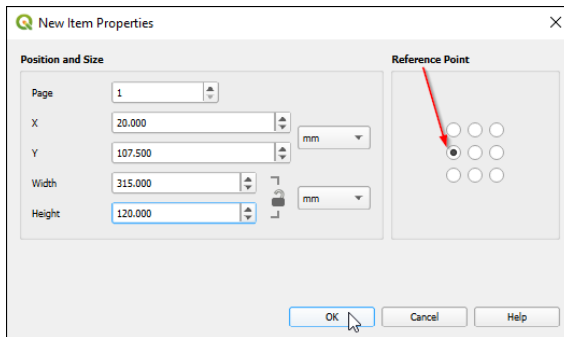 New Item Properties
Position and Size
Reference Point
Page 1
X 20.000
mm
Y 107.500
Width 315.000
mm
Height 120.000
OK Cancel Help